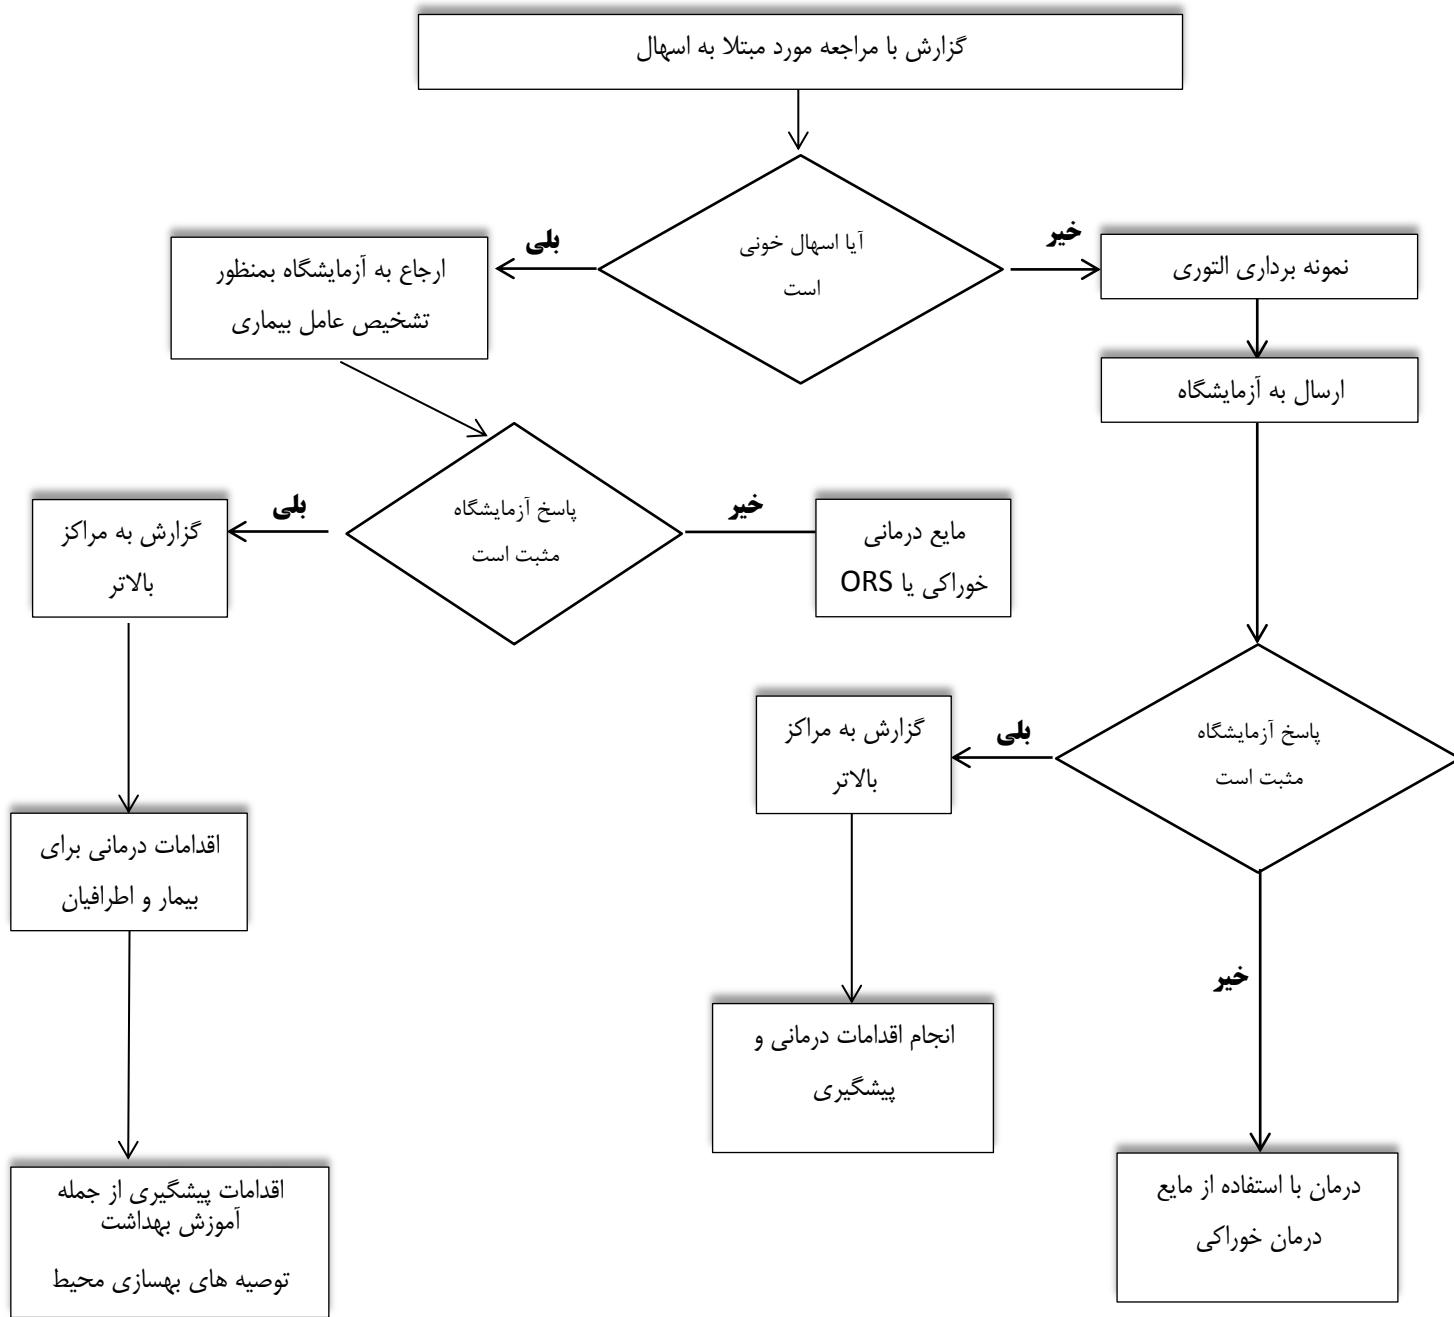 گزارش با مراجعه مورد مبتلا به اسهال
آیا اسهال خونی
است
خیر
بلی
نمونه برداری التوری
ارجاع به آزمایشگاه بمنظور
تشخیص عامل بیماری
ارسال به آزمایشگاه
پاسخ آزمایشگاه
مثبت است
خیر
بلی
مایع درمانی
خوراکی یا ORS
گزارش به مراکز
بالاتر
پاسخ آزمایشگاه
مثبت است
بلی
خیر
گزارش به مراکز
بالاتر
اقدامات درمانی برای
بیمار و اطرافیان
انجام اقدامات درمانی و
پیشگیری
درمان با استفاده از مایع
درمان خوراکی
اقدامات پیشگیری از جمله
آموزش بهداشت
توصیه های بهسازی محیط